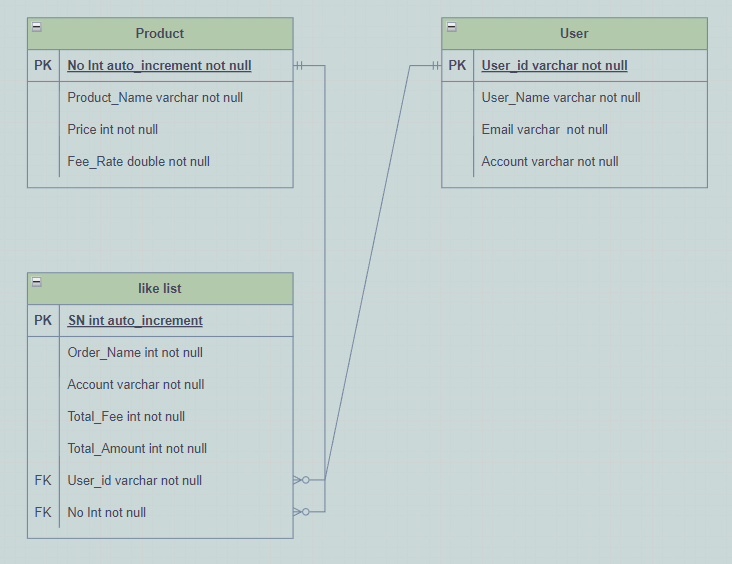 Product
PK No Int auto_increment not null
Product_Name varchar not null
Price int not null
Fee_Rate double not null
User
PK User_id varchar not null
User_Name varchar not null
Email varchar  not null
Account varchar not null
like list
PK SN int auto_increment
Order_Name int not null
Account varchar not null
Total_Fee int not null
Total_Amount int not null
FK User_id varchar not null
FK No Int not null